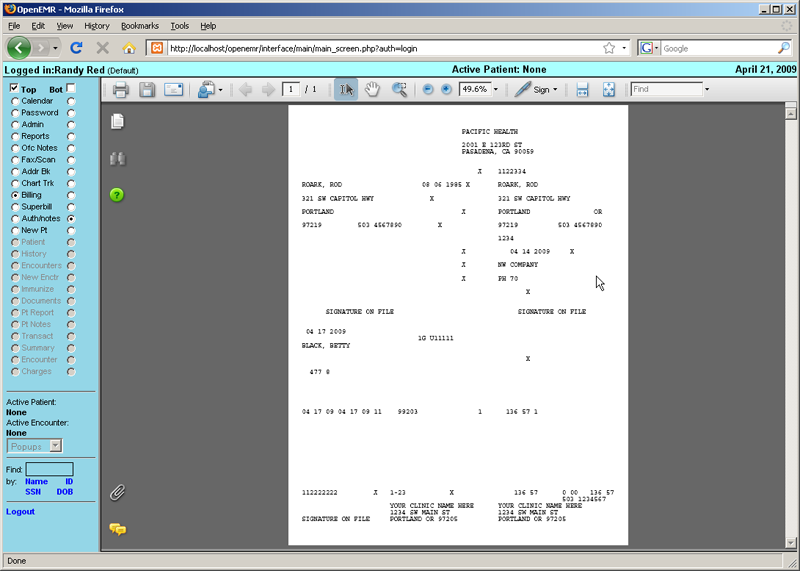 OpenEMR - Mozilla Firefox
File Edit View History Bookmarks Tools Help
http://localhost/openemr/interface/main/main_screen.php?auth=login
Google
Logged in:Randy Red (Default) Active Patient: None April 21, 2009
Top Bot
Calendar
Password
Admin
Reports
Ofc Notes
Fax/Scan
Addr Bk
Chart Trk
Billing
Superbill
Auth/notes
New Pt
Patient
History
Encounters
New Enctr
Immunize
Documents
Pt Report
Pt Notes
Transact
Summary
Encounter
Charges
Active Patient:
None
Active Encounter:
None
Popups
Find:
by: Name ID
SSN DOB
Logout
1 / 1 49.6% Sign Find
PACIFIC HEALTH
2001 E 123RD ST
PASADENA, CA 90059
X 1122334
ROARK, ROD 08 06 1985 X ROARK, ROD
321 SW CAPITOL HWY X 321 SW CAPITOL HWY
PORTLAND X PORTLAND OR
97219 503 4567890 X 97219 503 4567890
1234
X 04 14 2009 X
X NW COMPANY
X PH 70
X
SIGNATURE ON FILE SIGNATURE ON FILE
04 17 2009
1G U11111
BLACK, BETTY
X
477 8
04 17 09 04 17 09 11 99203 1 136 57 1
112222222 X 1-23 X 136 57 0 00 136 57
503 1234567
YOUR CLINIC NAME HERE YOUR CLINIC NAME HERE
1234 SW MAIN ST 1234 SW MAIN ST
SIGNATURE ON FILE PORTLAND OR 97205 PORTLAND OR 97205
Done